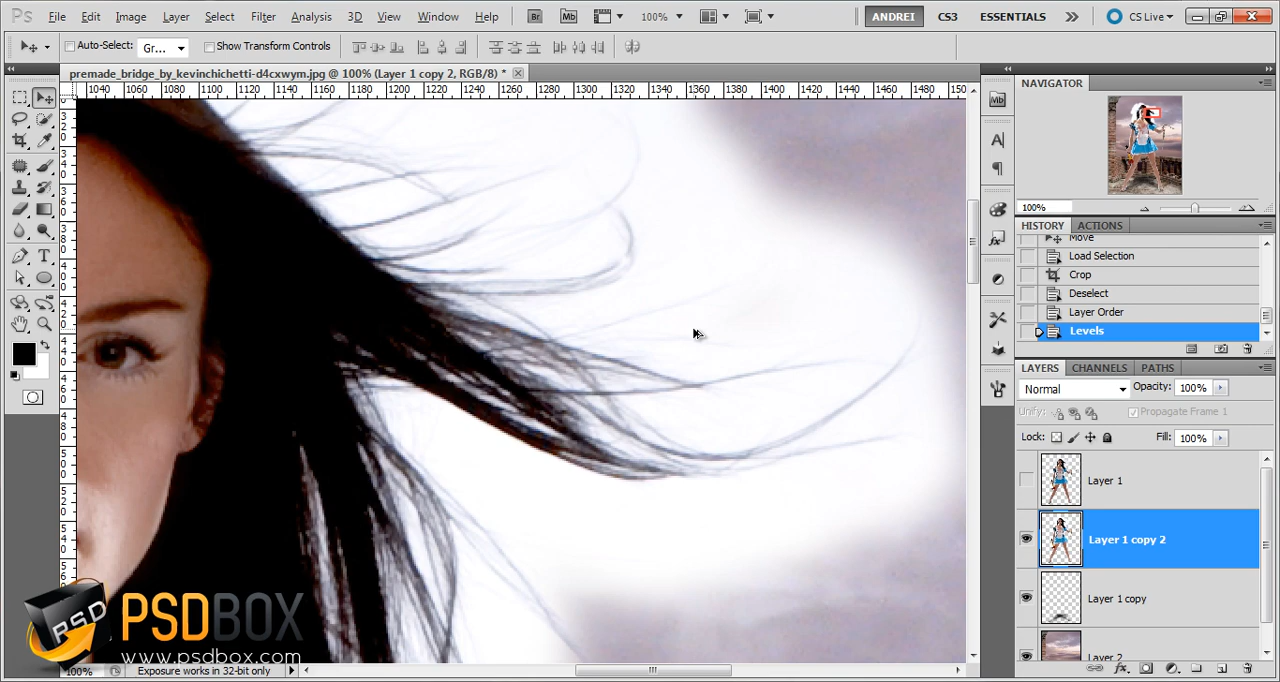 Ps File Edit Image Layer Select Filter Analysis 3D View Window Help Br Mb 100% ANDREI CS3 ESSENTIALS CS Live
Auto-Select: Gr... Show Transform Controls
premade_bridge_by_kevinchichetti-d4cxwym.jpg @ 100% (Layer 1 copy 2, RGB/8) *
1040 1060 1080 1100 1120 1140 1160 1180 1200 1220 1240 1260 1280 1300 1320 1340 1360 1380 1400 1420 1440 1460 1480 1500
NAVIGATOR
Mb
100%
HISTORY ACTIONS
Move
Load Selection
Crop
Deselect
Layer Order
Levels
LAYERS CHANNELS PATHS
Normal Opacity: 100%
Unify: Propagate Frame 1
Lock: Fill: 100%
Layer 1
Layer 1 copy 2
Layer 1 copy
Layer 2
PSD
PSDBOX
www.psdbox.com
100% Exposure works in 32-bit only